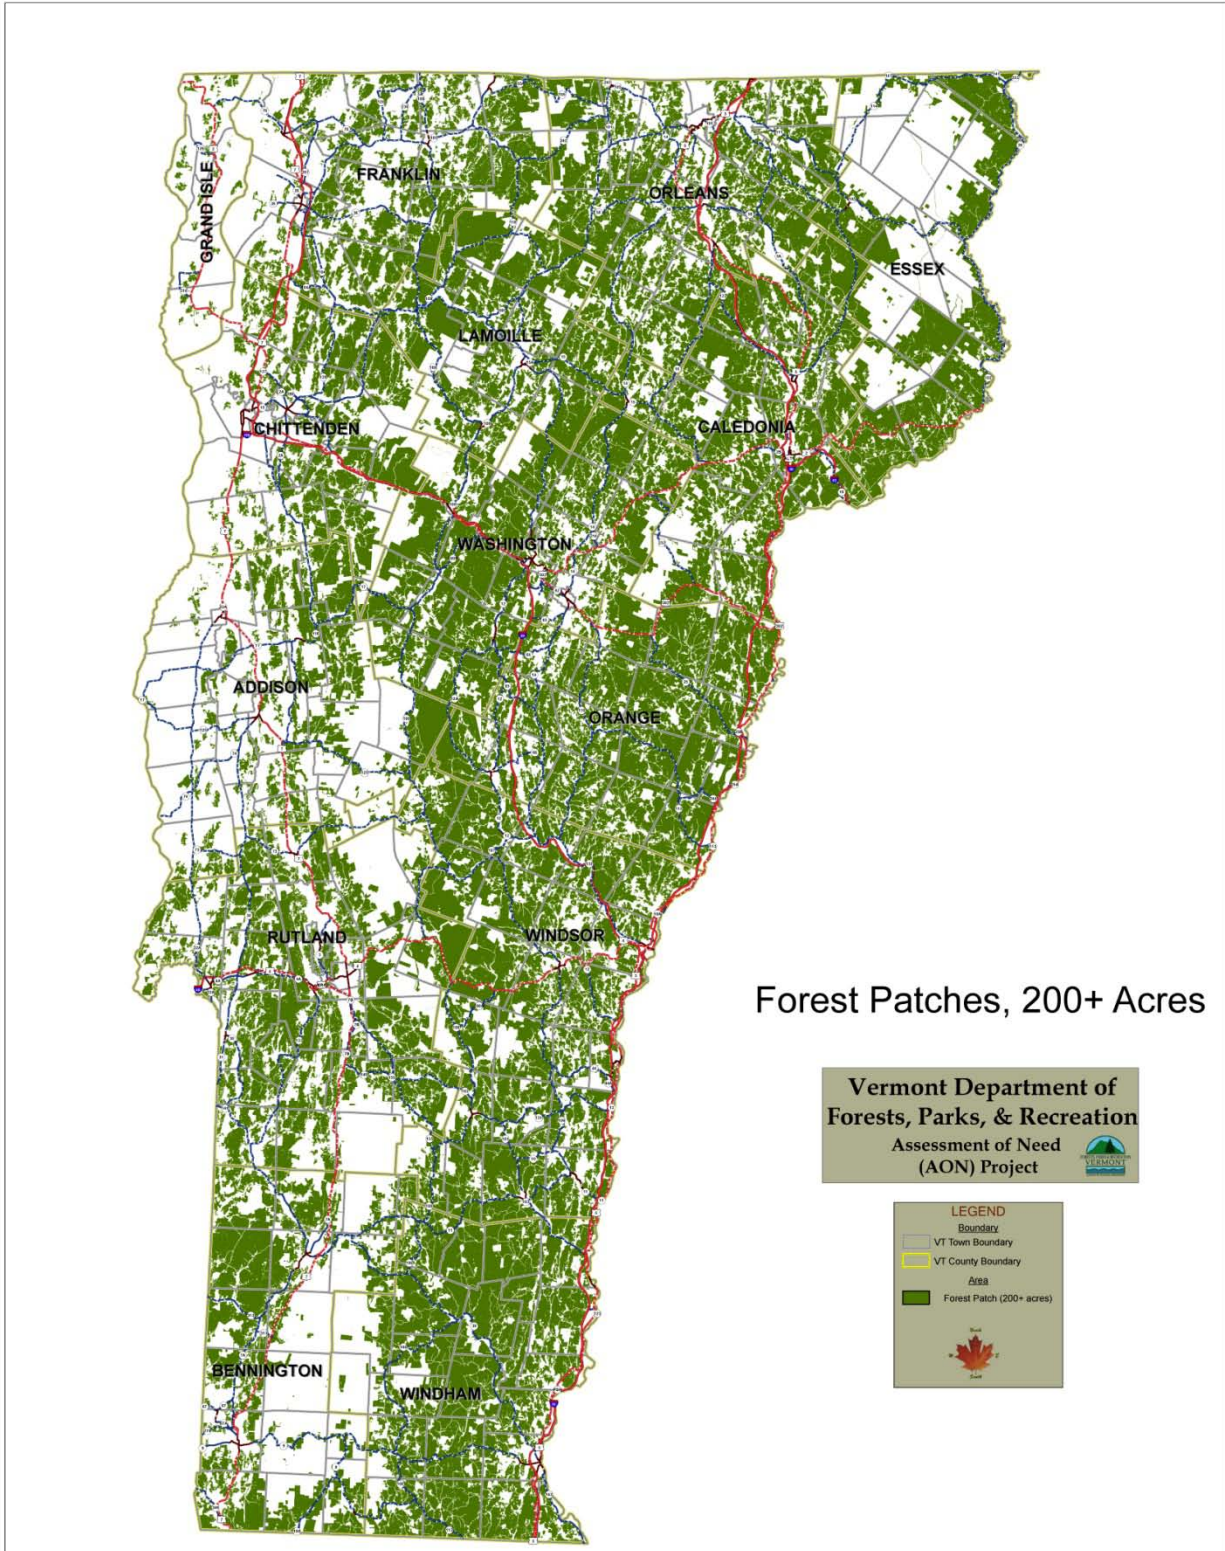 FRANKLIN
GRAND ISLE
ORLEANS
ESSEX
LAMOILLE
CHITTENDEN
CALEDONIA
WASHINGTON
ADDISON
ORANGE
RUTLAND
WINDSOR
Forest Patches, 200+ Acres
Vermont Department of
Forests, Parks, & Recreation
Assessment of Need
(AON) Project
VERMONT
LEGEND
Boundary
VT Town Boundary
VT County Boundary
Area
Forest Patch (200+ acres)
BENNINGTON
WINDHAM